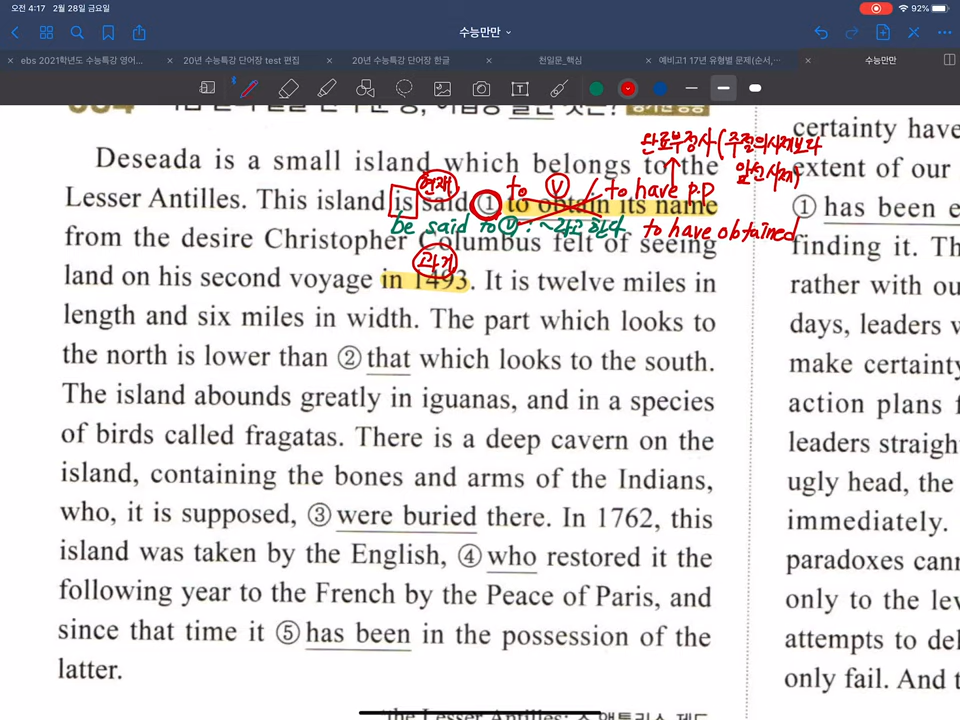 오전 4:17 2월 28일 금요일
92%
수능만만
ebs 2021학년도 수능특강 영어...
20년 수능특강 단어장 test 편집
20년 수능특강 단어장 한글
천일문_핵심
예비고1 17년 유형별 문제(순서,...
수능만만
완료부정사(주절의 시제보다
앞선 시제)
Deseada is a small island which belongs to the
현재
to V to have p.p
Lesser Antilles. This island is said ① to obtain its name
be said to V : ~라고 한다. to have obtained
from the desire Christopher Columbus felt of seeing
과거
land on his second voyage in 1493. It is twelve miles in
length and six miles in width. The part which looks to
the north is lower than ② that which looks to the south.
The island abounds greatly in iguanas, and in a species
of birds called fragatas. There is a deep cavern on the
island, containing the bones and arms of the Indians,
who, it is supposed, ③ were buried there. In 1762, this
island was taken by the English, ④ who restored it the
following year to the French by the Peace of Paris, and
since that time it ⑤ has been in the possession of the
latter.
certainty have
extent of our
① has been e
finding it. Th
rather with ou
days, leaders
make certainty
action plans f
leaders straigh
ugly head, the
immediately.
paradoxes cann
only to the lev
attempts to del
only fail. And t